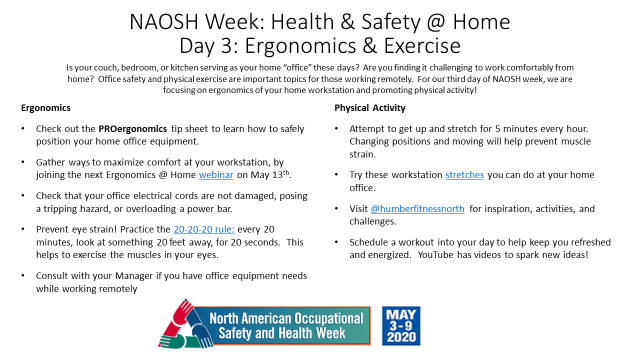 NAOSH Week: Health & Safety @ Home
Day 3: Ergonomics & Exercise
Is your couch, bedroom, or kitchen serving as your home “office” these days? Are you finding it challenging to work comfortably from
home? Office safety and physical exercise are important topics for those working remotely. For our third day of NAOSH week, we are
focusing on ergonomics of your home workstation and promoting physical activity!
Ergonomics
• Check out the PROergonomics tip sheet to learn how to safely
position your home office equipment.
• Gather ways to maximize comfort at your workstation, by
joining the next Ergonomics @ Home webinar on May 13th.
• Check that your office electrical cords are not damaged, posing
a tripping hazard, or overloading a power bar.
• Prevent eye strain! Practice the 20-20-20 rule: every 20
minutes, look at something 20 feet away, for 20 seconds. This
helps to exercise the muscles in your eyes.
• Consult with your Manager if you have office equipment needs
while working remotely
Physical Activity
• Attempt to get up and stretch for 5 minutes every hour.
Changing positions and moving will help prevent muscle
strain.
• Try these workstation stretches you can do at your home
office.
• Visit @humberfitnessnorth for inspiration, activities, and
challenges.
• Schedule a workout into your day to help keep you refreshed
and energized. YouTube has videos to spark new ideas!
North American Occupational
Safety and Health Week
MAY
3-9
2020